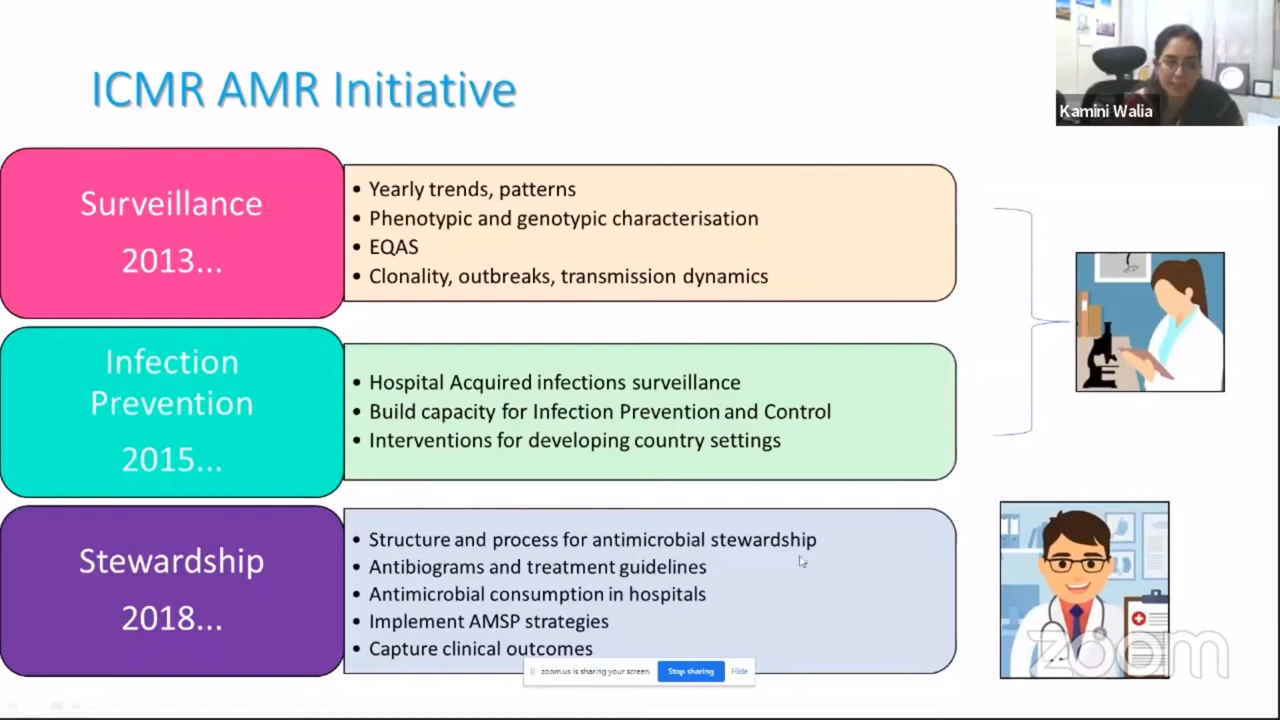 ICMR AMR Initiative
Kamini Walia
Surveillance
2013...
• Yearly trends, patterns
• Phenotypic and genotypic characterisation
• EQAS
• Clonality, outbreaks, transmission dynamics
Infection
Prevention
2015...
• Hospital Acquired infections surveillance
• Build capacity for Infection Prevention and Control
• Interventions for developing country settings
Stewardship
2018...
• Structure and process for antimicrobial stewardship
• Antibiograms and treatment guidelines
• Antimicrobial consumption in hospitals
• Implement AMSP strategies
• Capture clinical outcomes
zoom.us is sharing your screen. Stop sharing Hide
zoom